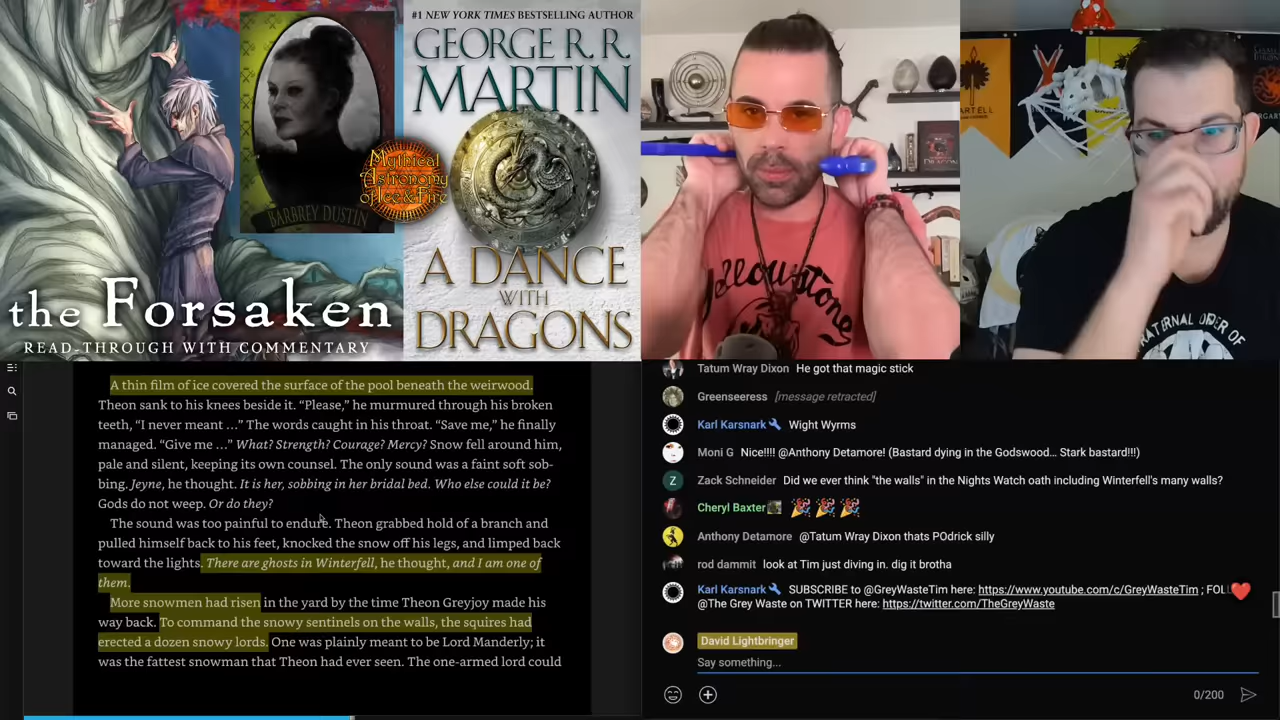 the Forsaken
READ-THROUGH WITH COMMENTARY
BARBREY DUSTIN
Mythical
Astronomy
of Ice & Fire
#1 NEW YORK TIMES BESTSELLING AUTHOR
GEORGE R. R.
MARTIN
A DANCE
WITH
DRAGONS
Yellowstone
DRAGON
ARTELL
ATERNAL ORDER OF
A thin film of ice covered the surface of the pool beneath the weirwood.
Theon sank to his knees beside it. “Please,” he murmured through his broken
teeth, “I never meant …” The words caught in his throat. “Save me,” he finally
managed. “Give me …” What? Strength? Courage? Mercy? Snow fell around him,
pale and silent, keeping its own counsel. The only sound was a faint soft sob-
bing. Jeyne, he thought. It is her, sobbing in her bridal bed. Who else could it be?
Gods do not weep. Or do they?
The sound was too painful to endure. Theon grabbed hold of a branch and
pulled himself back to his feet, knocked the snow off his legs, and limped back
toward the lights. There are ghosts in Winterfell, he thought, and I am one of
them.
More snowmen had risen in the yard by the time Theon Greyjoy made his
way back. To command the snowy sentinels on the walls, the squires had
erected a dozen snowy lords. One was plainly meant to be Lord Manderly; it
was the fattest snowman that Theon had ever seen. The one-armed lord could
Tatum Wray Dixon He got that magic stick
Greenseeress [message retracted]
Karl Karsnark Wight Wyrms
Moni G Nice!!!! @Anthony Detamore! (Bastard dying in the Godswood… Stark bastard!!!)
Z Zack Schneider Did we ever think "the walls" in the Nights Watch oath including Winterfell's many walls?
Cheryl Baxter 🎉🎉🎉
Anthony Detamore @Tatum Wray Dixon thats POdrick silly
rod dammit look at Tim just diving in. dig it brotha
Karl Karsnark SUBSCRIBE to @GreyWasteTim here: https://www.youtube.com/c/GreyWasteTim ; FOL
@The Grey Waste on TWITTER here: https://twitter.com/TheGreyWaste
David Lightbringer
Say something...
0/200